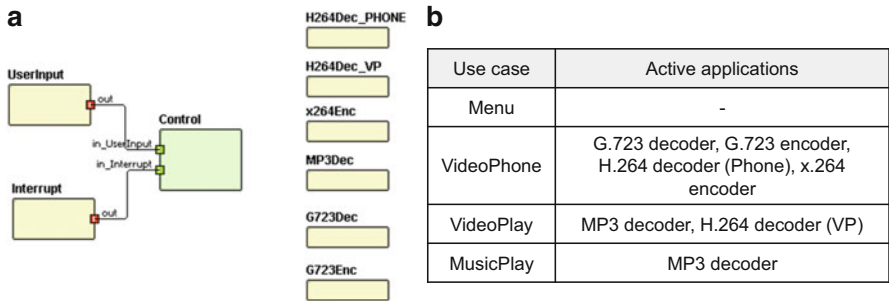 a
UserInput
out
Control
in_UserInput
in_Interrupt
Interrupt
out
H264Dec_PHONE
H264Dec_VP
x264Enc
MP3Dec
G723Dec
G723Enc
b
Use case Active applications
Menu -
VideoPhone G.723 decoder, G.723 encoder,
H.264 decoder (Phone), x.264
encoder
VideoPlay MP3 decoder, H.264 decoder (VP)
MusicPlay MP3 decoder